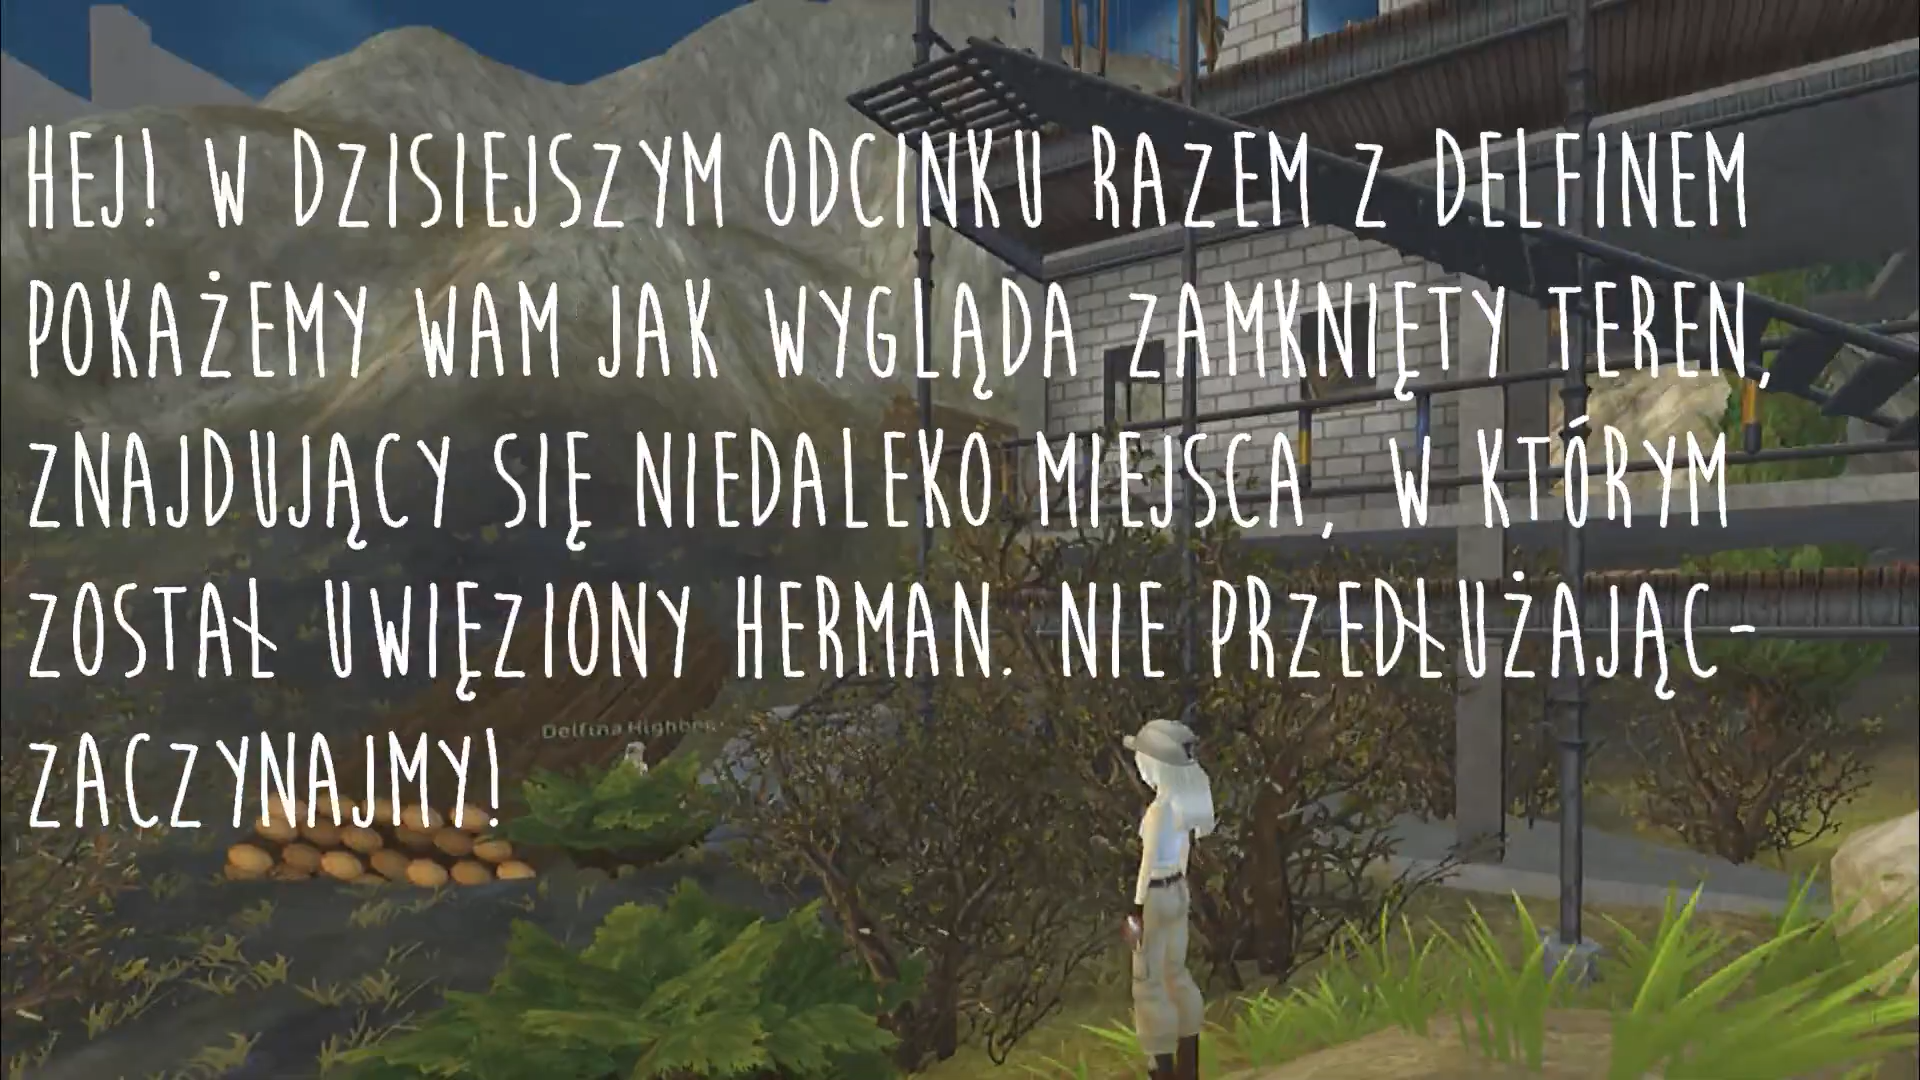 HEJ! W DZISIEJSZYM ODCINKU RAZEM Z DELFINEM
POKAŻEMY WAM JAK WYGLĄDA ZAMKNIĘTY TEREN,
ZNAJDUJĄCY SIĘ NIEDALEKO MIEJSCA, W KTÓRYM
ZOSTAŁ UWIĘZIONY HERMAN. NIE PRZEDŁUŻAJĄC-
ZACZYNAJMY!
Delfina